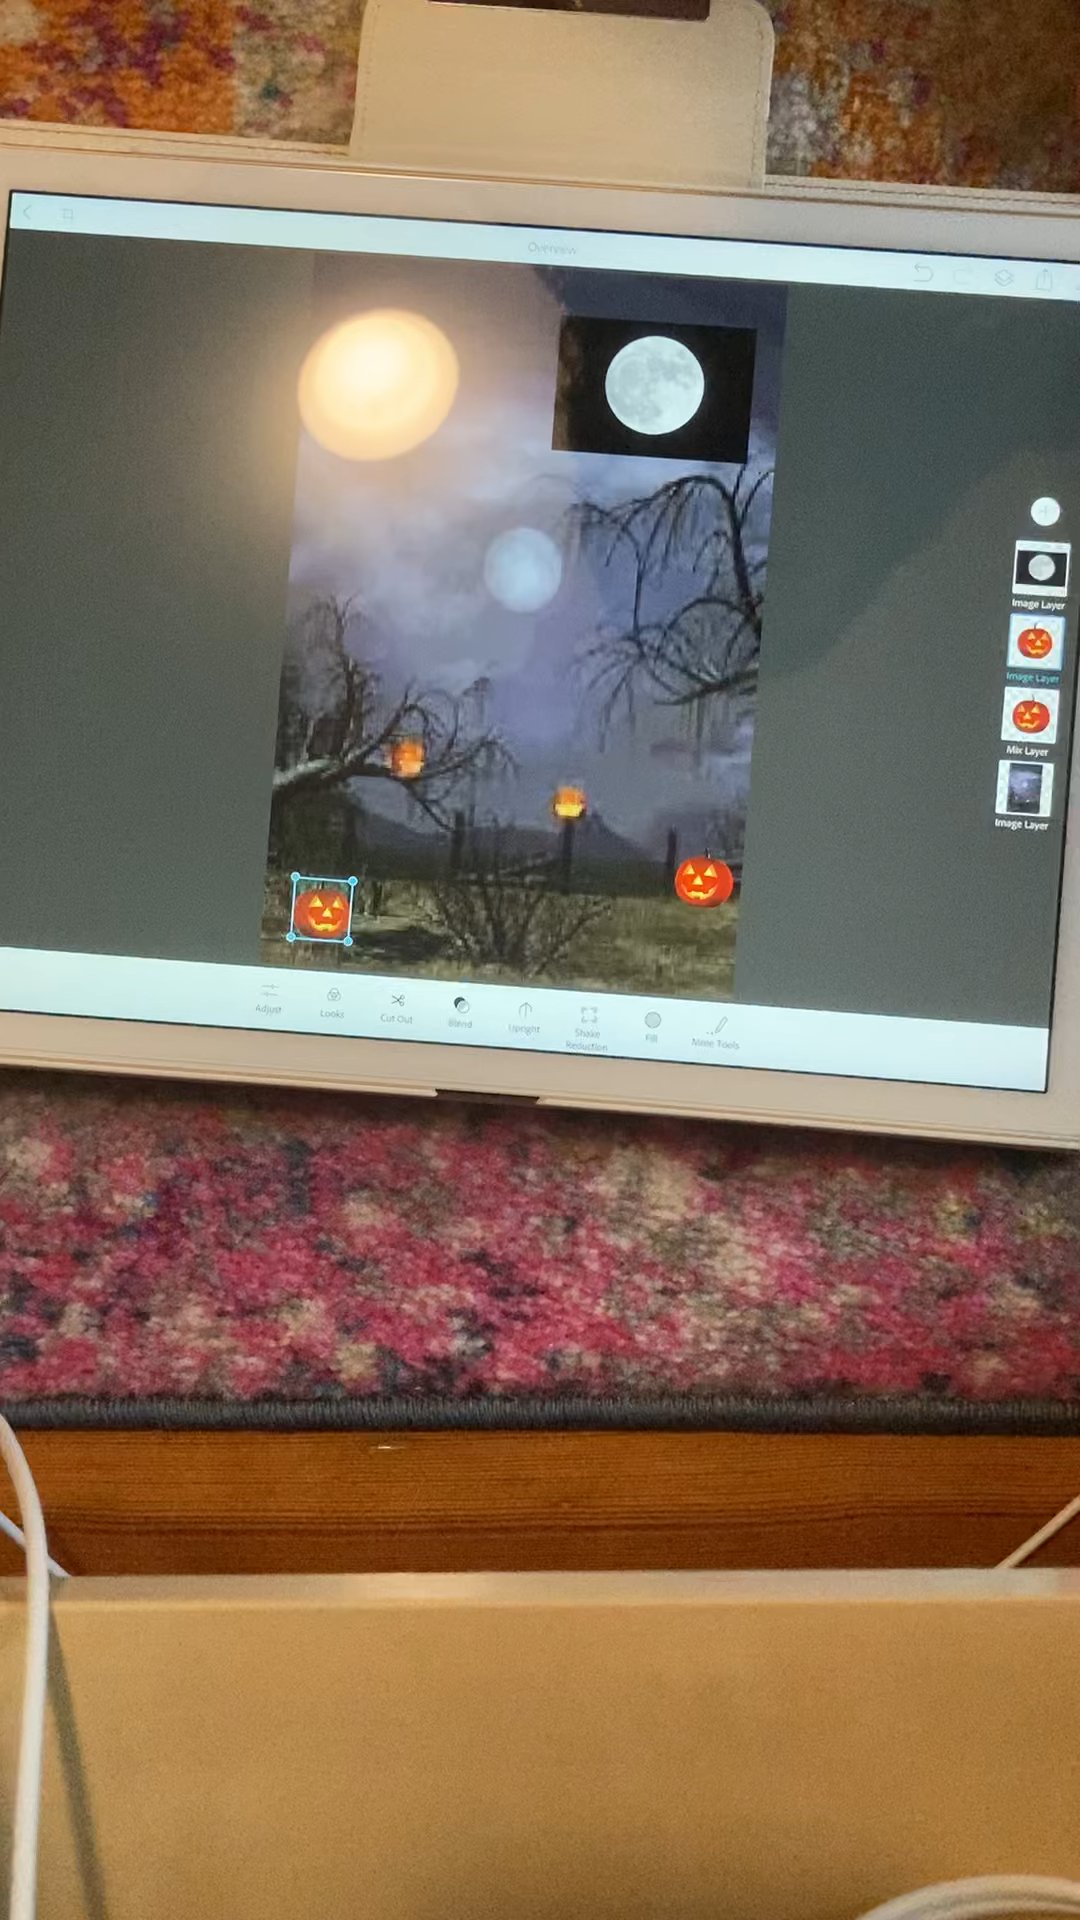 Overview
Image Layer
Image Layer
Mix Layer
Image Layer
Adjust
Looks
Cut Out
Blend
Upright
Shake
Reduction
Fill
More Tools